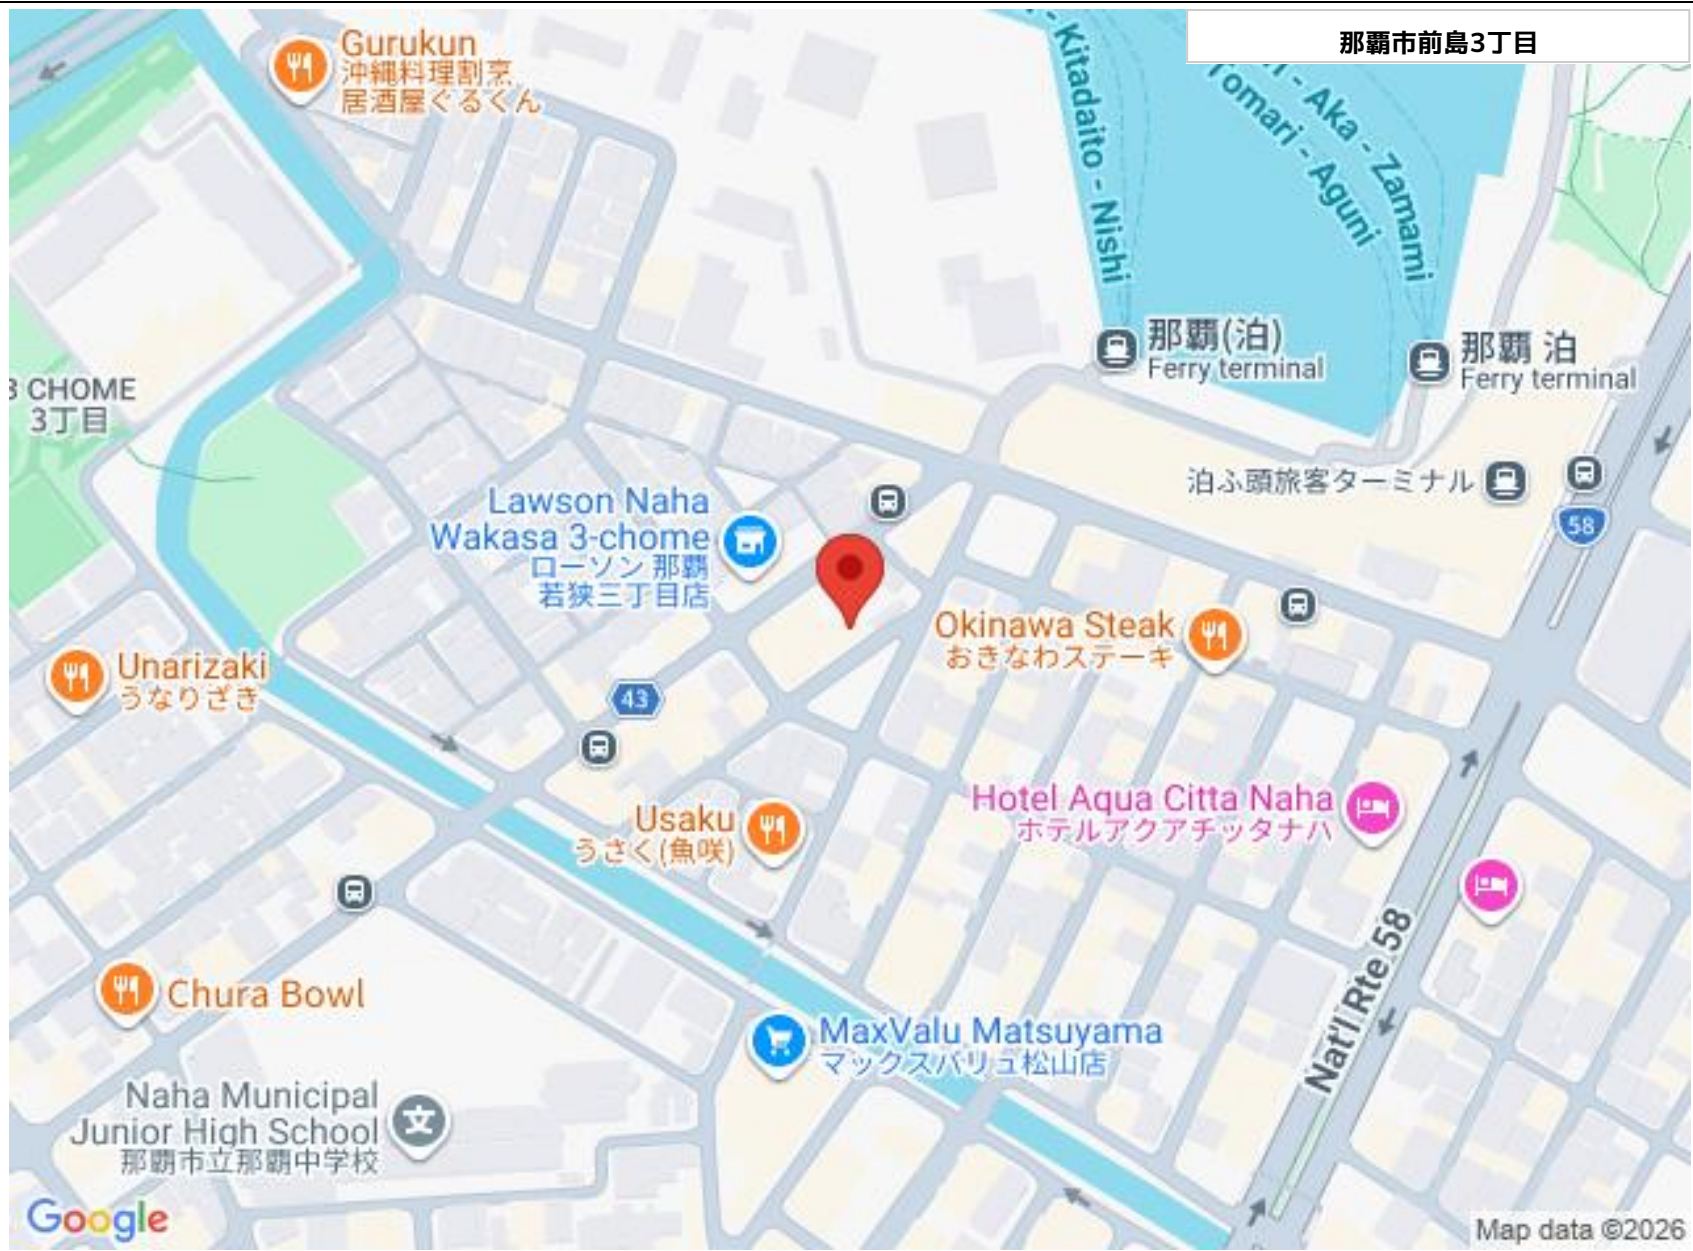 那覇市前島3丁目
Gurukun
沖縄料理割烹
居酒屋ぐるくん
Kitadaito - Nishi
Aka - Zamami
Tomari - Aguni
那覇(泊)
Ferry terminal
那覇 泊
Ferry terminal
3 CHOME
3丁目
泊ふ頭旅客ターミナル
58
Lawson Naha
Wakasa 3-chome
ローソン 那覇
若狭三丁目店
Okinawa Steak
おきなわステーキ
Unarizaki
うなりざき
43
Usaku
うさく(魚咲)
Hotel Aqua Citta Naha
ホテルアクアチッタナハ
Nat'l Rte 58
Chura Bowl
MaxValu Matsuyama
マックスバリュ松山店
Naha Municipal
Junior High School
那覇市立那覇中学校
文
Google
Map data ©2026